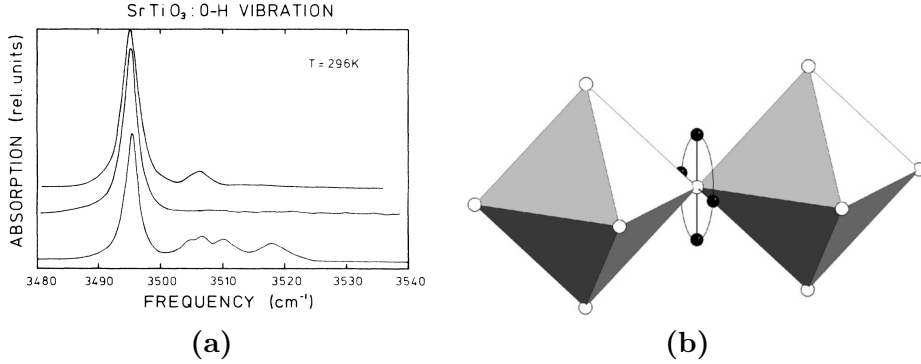 SrTiO₃:O-H VIBRATION
ABSORPTION (rel. units)
T = 296K
3480 3490 3500 3510 3520 3530 3540
FREQUENCY (cm⁻¹)
(a)
(b)